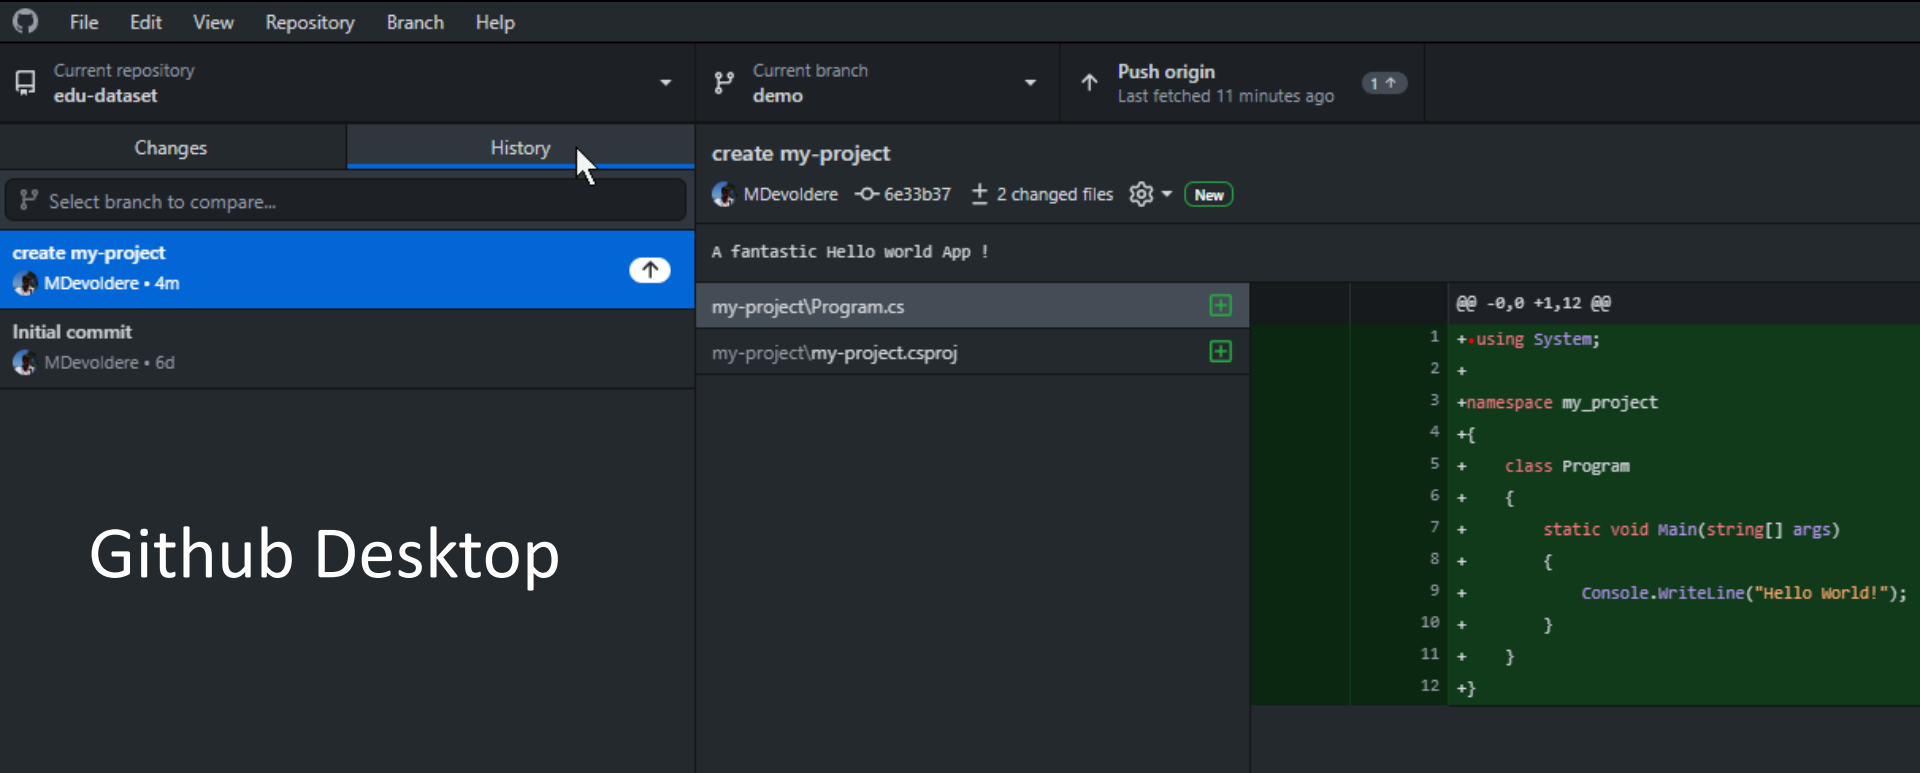 File Edit View Repository Branch Help
Current repository
edu-dataset
Current branch
demo
Push origin
Last fetched 11 minutes ago
1
Changes
History
Select branch to compare...
create my-project
MDevoldere • 4m
Initial commit
MDevoldere • 6d
Github Desktop
create my-project
MDevoldere 6e33b37 2 changed files New
A fantastic Hello world App !
my-project\Program.cs
my-project\my-project.csproj
@@ -0,0 +1,12 @@
1 +using System;
2 +
3 +namespace my_project
4 +{
5 +    class Program
6 +    {
7 +        static void Main(string[] args)
8 +        {
9 +            Console.WriteLine("Hello World!");
10 +        }
11 +    }
12 +}